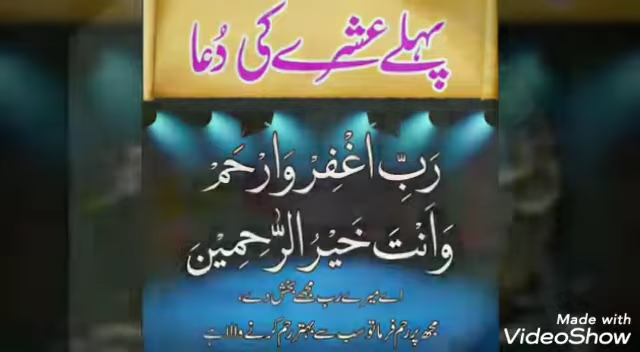 پہلے عشرے کی دُعا
رَبِّ اغْفِرْ وَارْحَمْ
وَاَنْتَ خَيْرُ الرّٰحِمِيْنَ
اے میرے رب مجھے بخش دے،
مجھ پر رحم فرما تو سب سے بہتر رحم کرنے والا ہے
Made with
VideoShow